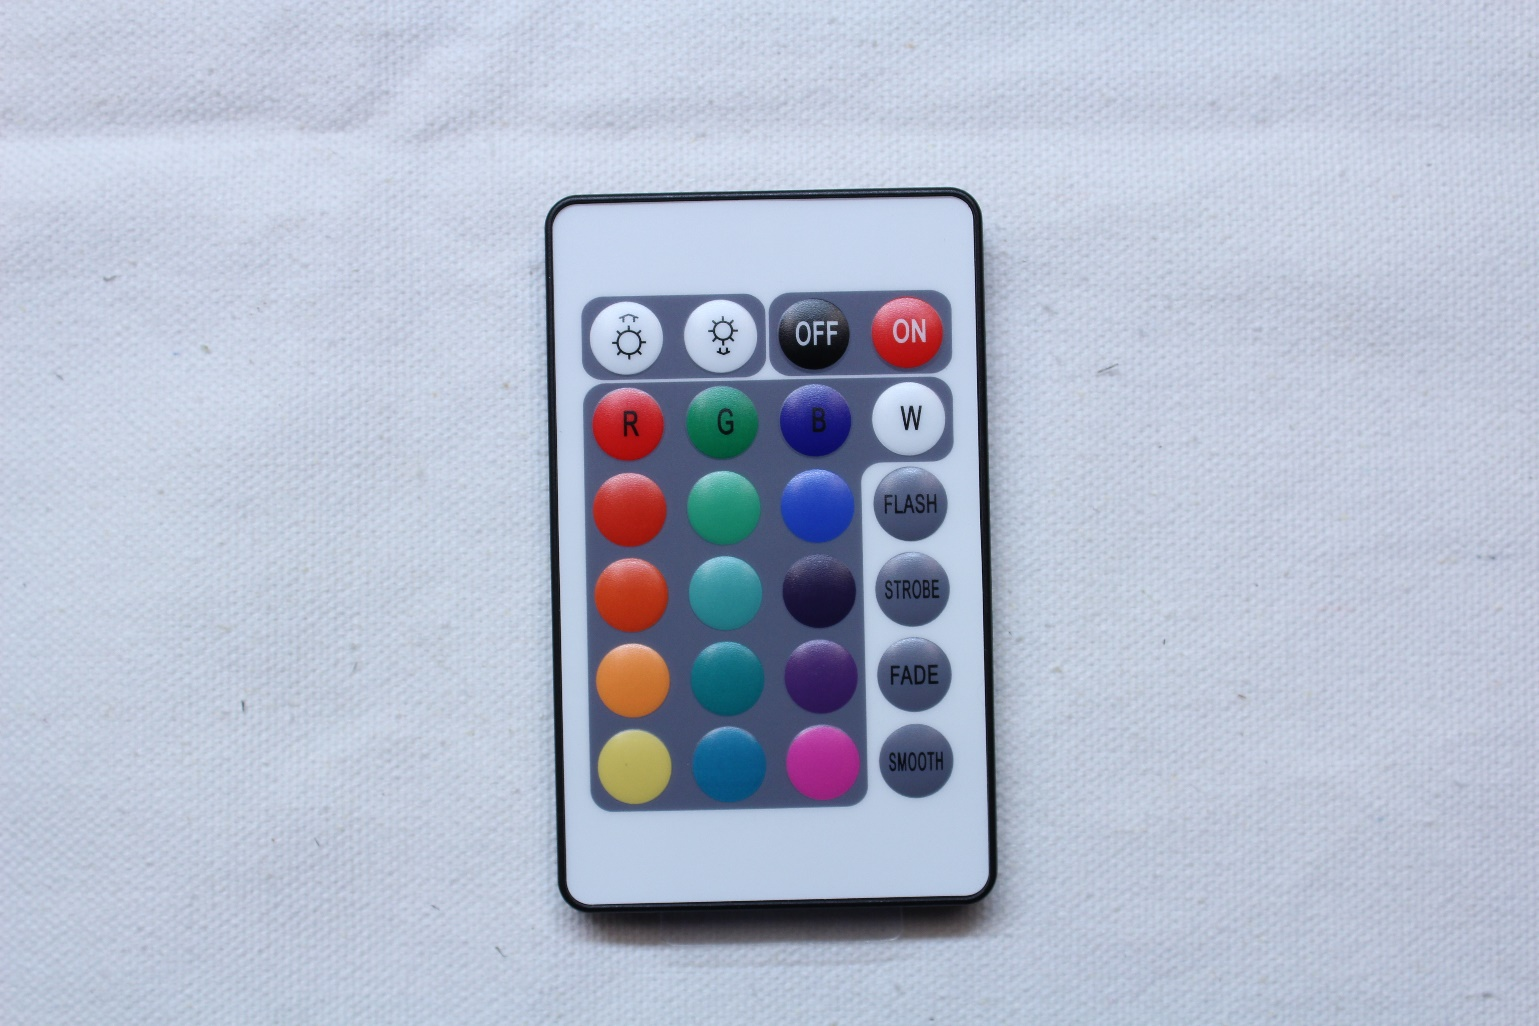 OFF ON
R G B W
FLASH
STROBE
FADE
SMOOTH